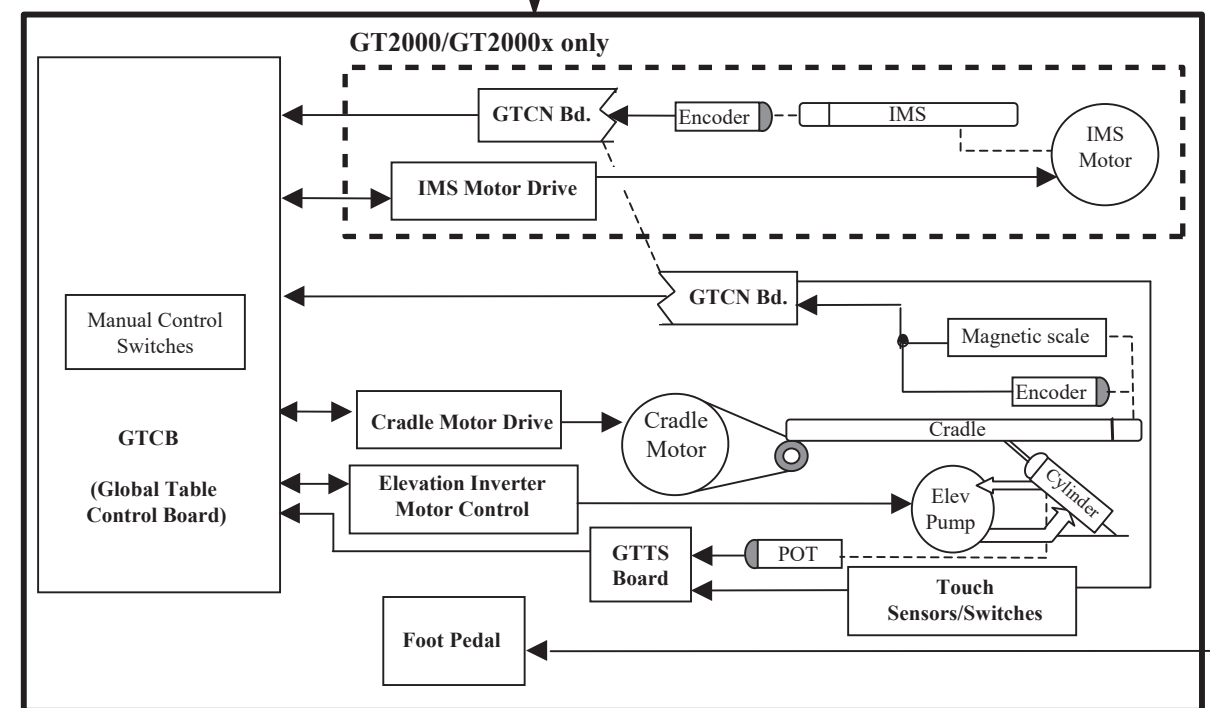 GT2000/GT2000x only
GTCN Bd.
Encoder
IMS
IMS
Motor
IMS Motor Drive
GTCN Bd.
Manual Control
Switches
Magnetic scale
Encoder
Cradle Motor Drive
Cradle
Motor
Cradle
GTCB
(Global Table
Control Board)
Elevation Inverter
Motor Control
Elev
Pump
Cylinder
GTTS
Board
POT
Touch
Sensors/Switches
Foot Pedal